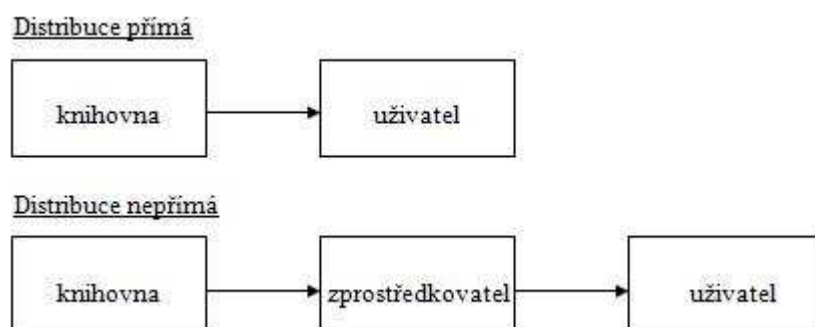 Distribuce přímá
knihovna uživatel
Distribuce nepřímá
knihovna zprostředkovatel uživatel